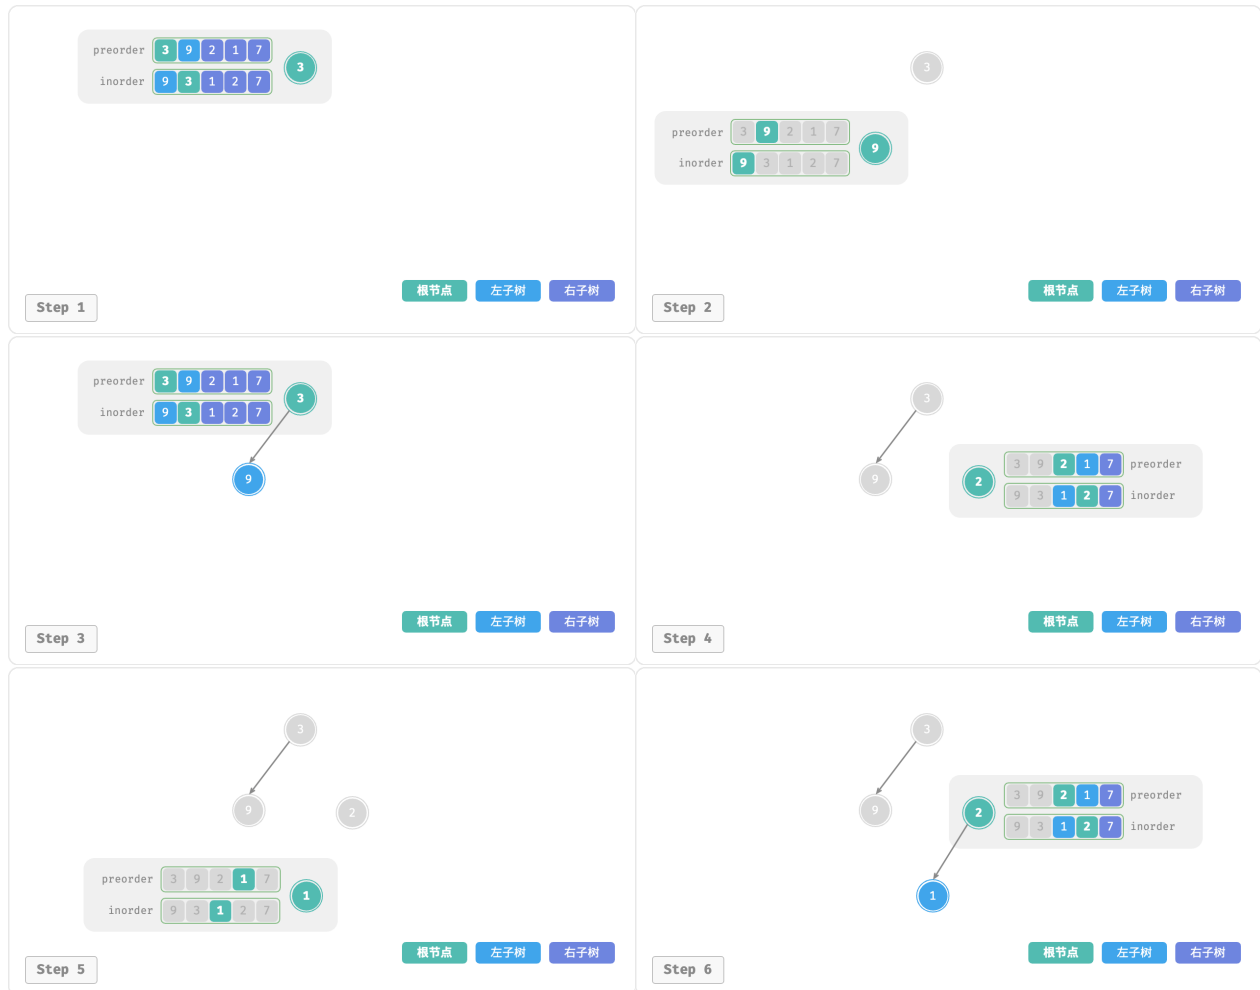 preorder 3 9 2 1 7
3
inorder 9 3 1 2 7
根节点 左子树 右子树
Step 1
3
preorder 3 9 2 1 7
9
inorder 9 3 1 2 7
根节点 左子树 右子树
Step 2
preorder 3 9 2 1 7
3
inorder 9 3 1 2 7
9
根节点 左子树 右子树
Step 3
3
3 9 2 1 7 preorder
9 2
9 3 1 2 7 inorder
根节点 左子树 右子树
Step 4
3
9 2
preorder 3 9 2 1 7
1
inorder 9 3 1 2 7
根节点 左子树 右子树
Step 5
3
3 9 2 1 7 preorder
9 2
9 3 1 2 7 inorder
1
根节点 左子树 右子树
Step 6